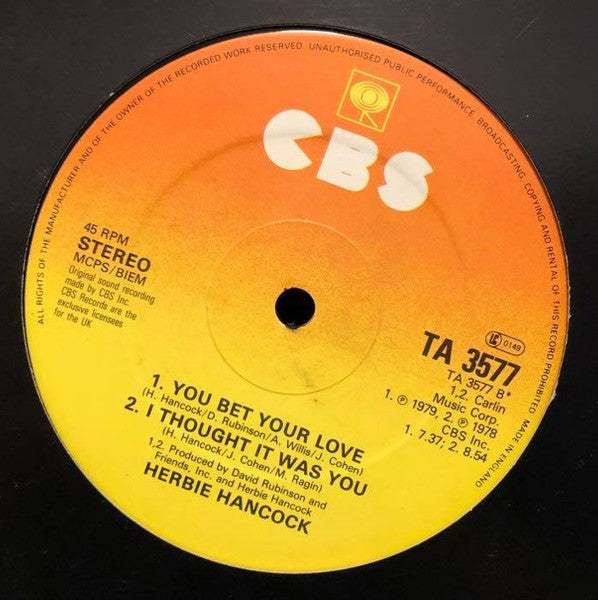 ALL RIGHTS OF THE MANUFACTURER AND OF THE OWNER OF THE RECORDED WORK RESERVED. UNAUTHORISED PUBLIC PERFORMANCE, BROADCASTING, COPYING AND RENTAL OF THIS RECORD PROHIBITED. MADE IN ENGLAND
CBS
45 RPM
STEREO
MCPS/BIEM
Original sound recording
made by CBS Inc.
CBS Records are the
exclusive licensees
for the UK
LC 0149
TA 3577
TA 3577 B*
1,2. Carlin
Music Corp.
1. ℗ 1979, 2. ℗ 1978
CBS Inc.
1. 7.37; 2. 8.54
1. YOU BET YOUR LOVE
(H. Hancock/D. Rubinson/A. Willis/J. Cohen)
2. I THOUGHT IT WAS YOU
(H. Hancock/J. Cohen/M. Ragin)
1,2. Produced by David Rubinson and
Friends, Inc. and Herbie Hancock
HERBIE HANCOCK